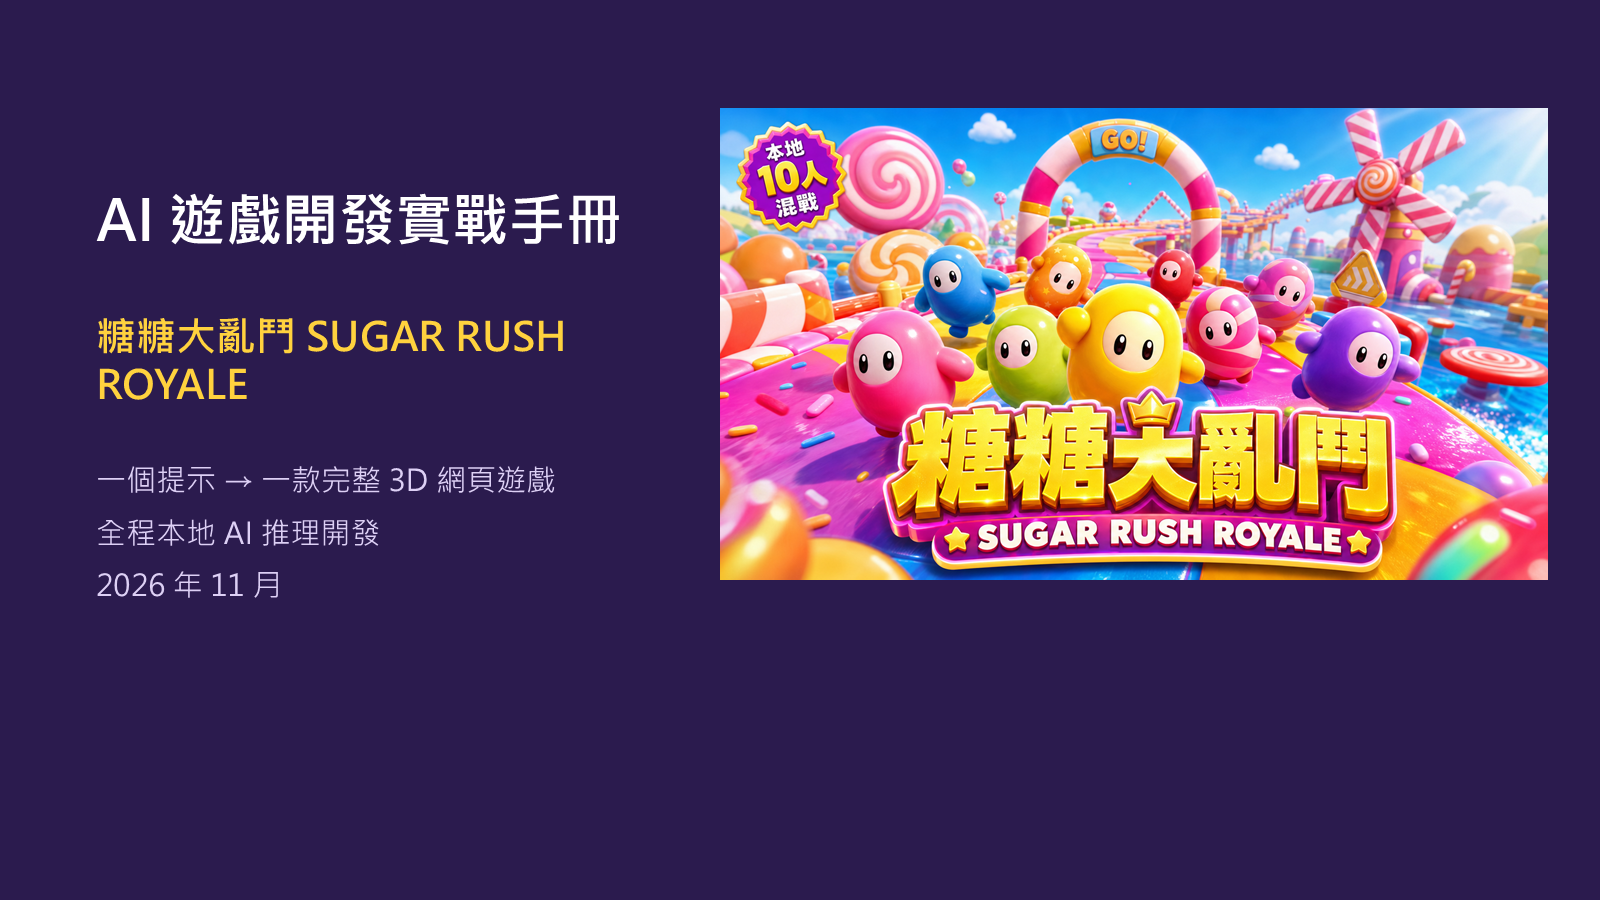 AI 遊戲開發實戰手冊
糖糖大亂鬥 SUGAR RUSH
ROYALE
一個提示 → 一款完整 3D 網頁遊戲
全程本地 AI 推理開發
2026 年 11 月
本地
10人
混戰
GO!
糖糖大亂鬥
SUGAR RUSH ROYALE